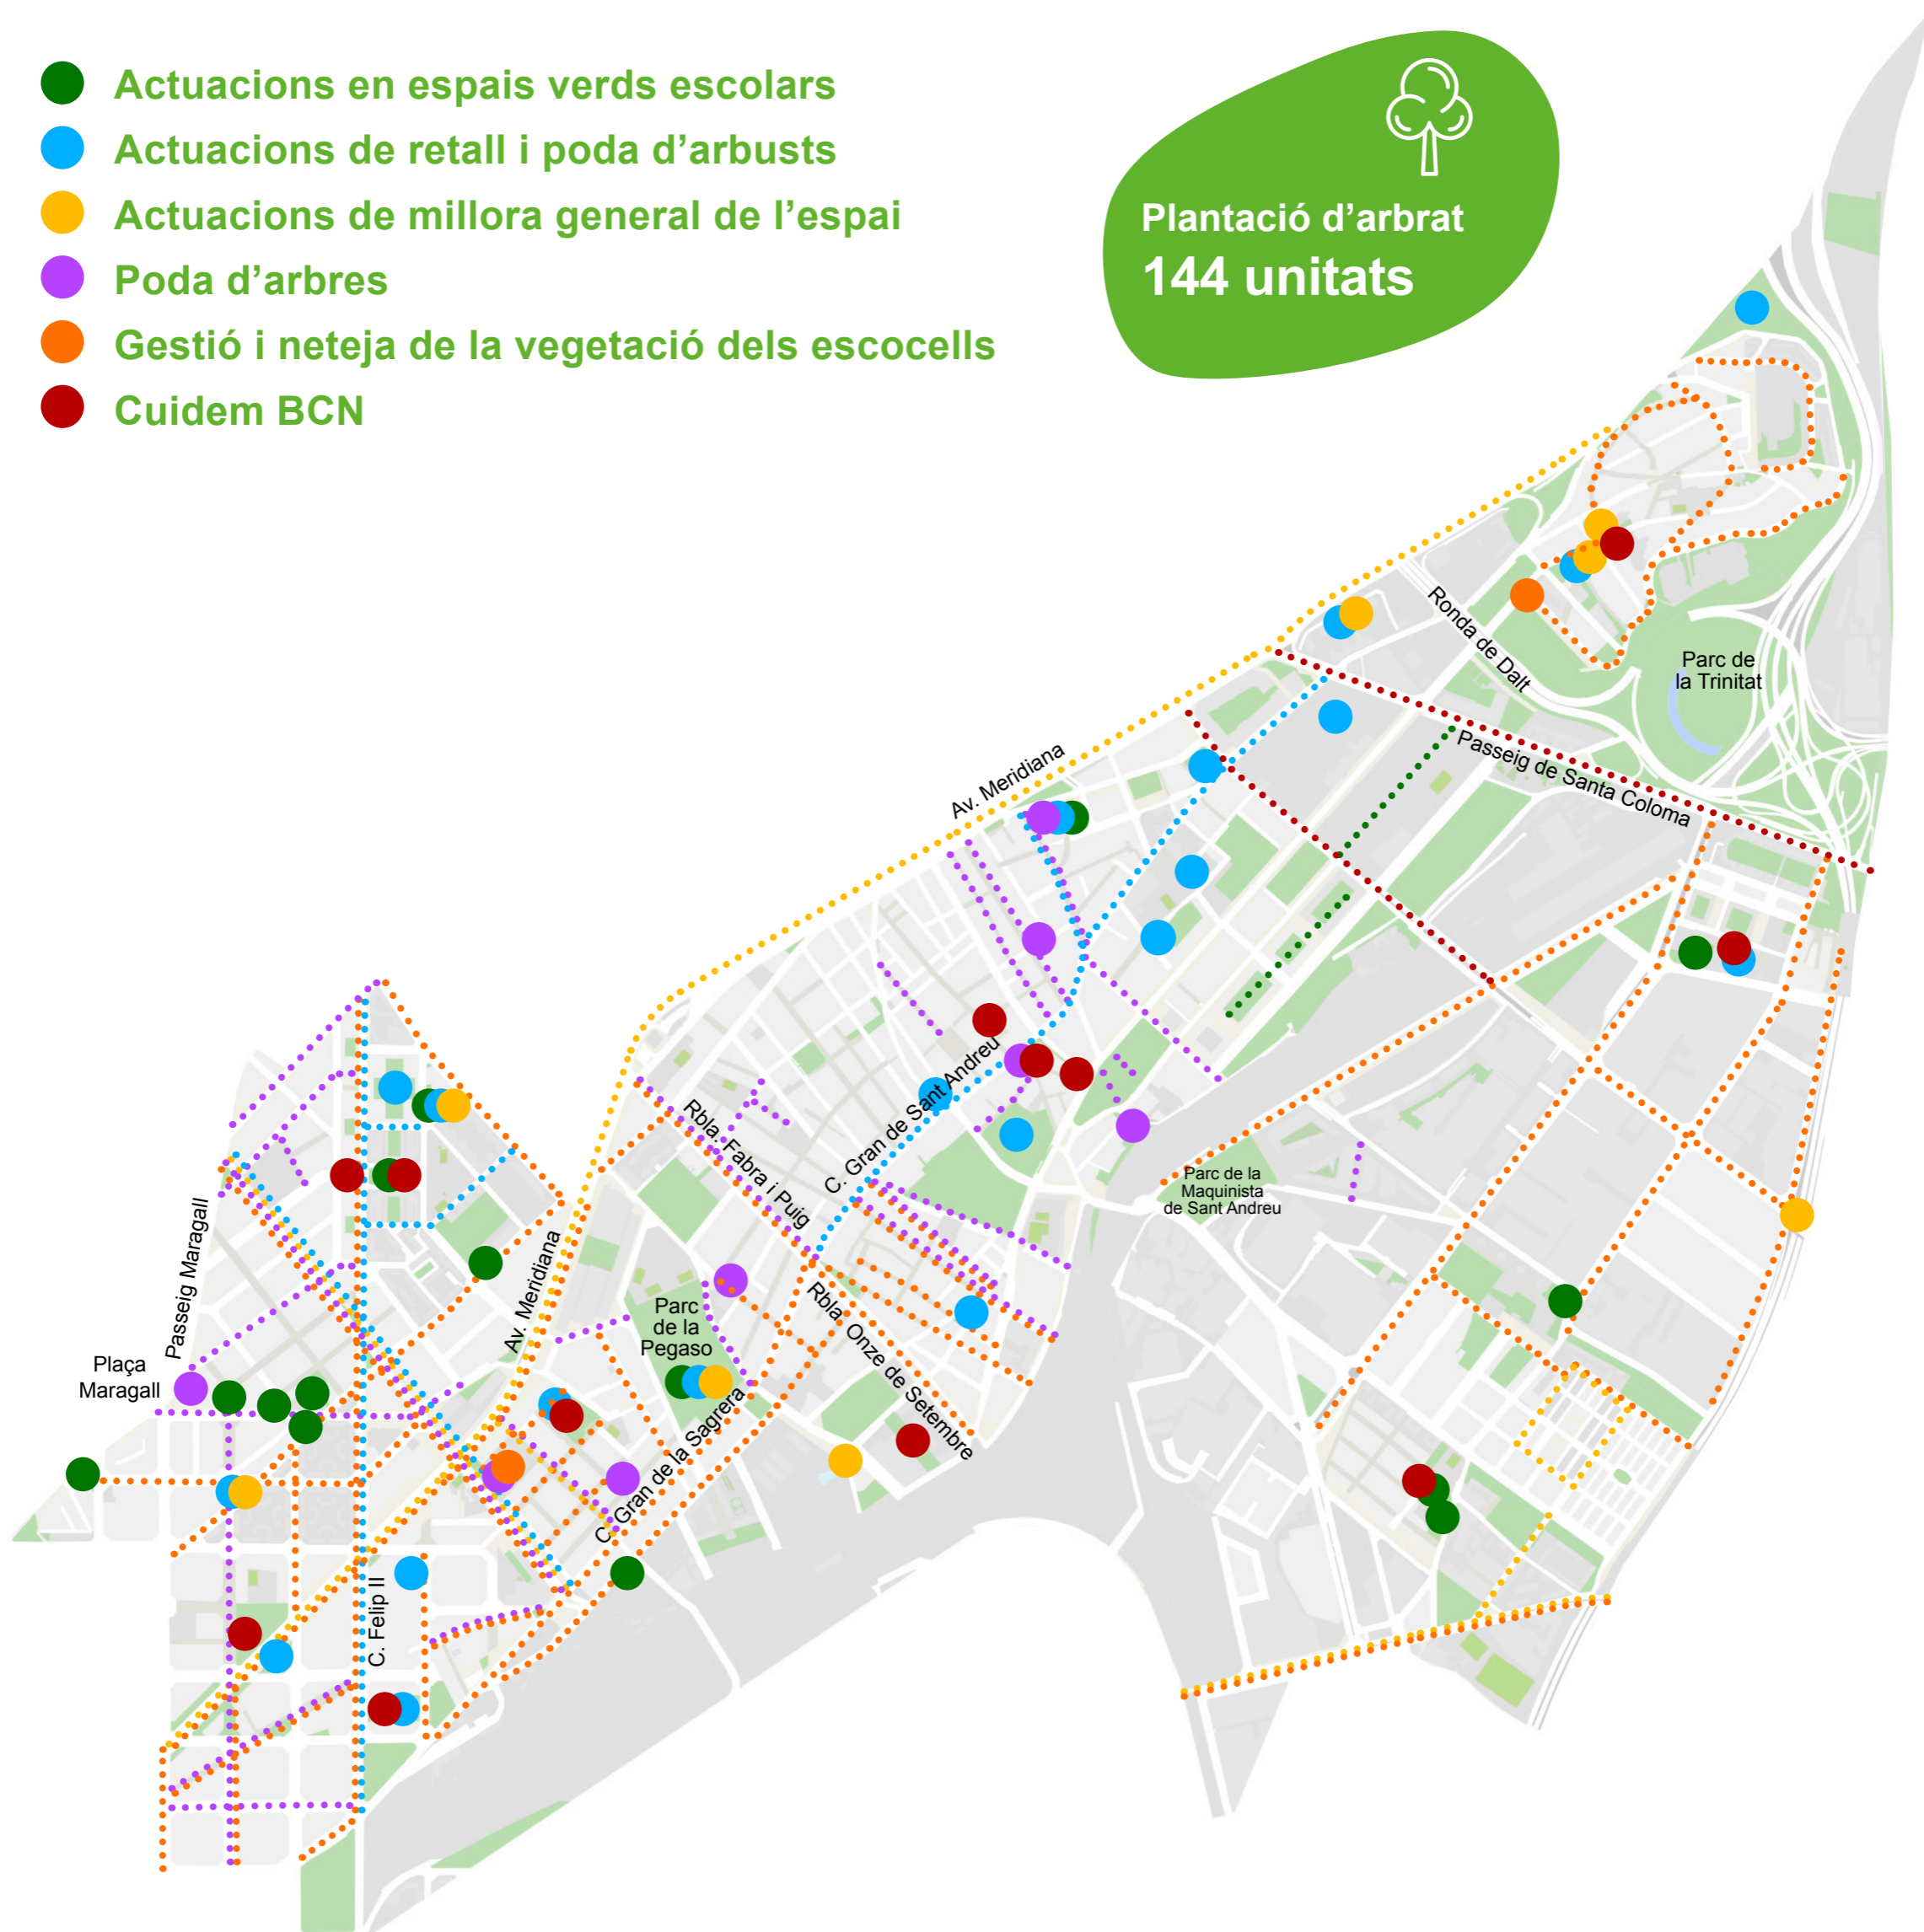 Actuacions en espais verds escolars
Actuacions de retall i poda d’arbusts
Actuacions de millora general de l’espai
Poda d’arbres
Gestió i neteja de la vegetació dels escocells
Cuidem BCN
Plantació d’arbrat
144 unitats
Ronda de Dalt
Parc de
la Trinitat
Passeig de Santa Coloma
Av. Meridiana
C. Gran de Sant Andreu
Rbla. Fabra i Puig
Parc de la
Maquinista
de Sant Andreu
Passeig Maragall
Av. Meridiana
Parc
de la
Pegaso
Rbla. Onze de Setembre
Plaça
Maragall
C. Gran de la Sagrera
C. Felip II